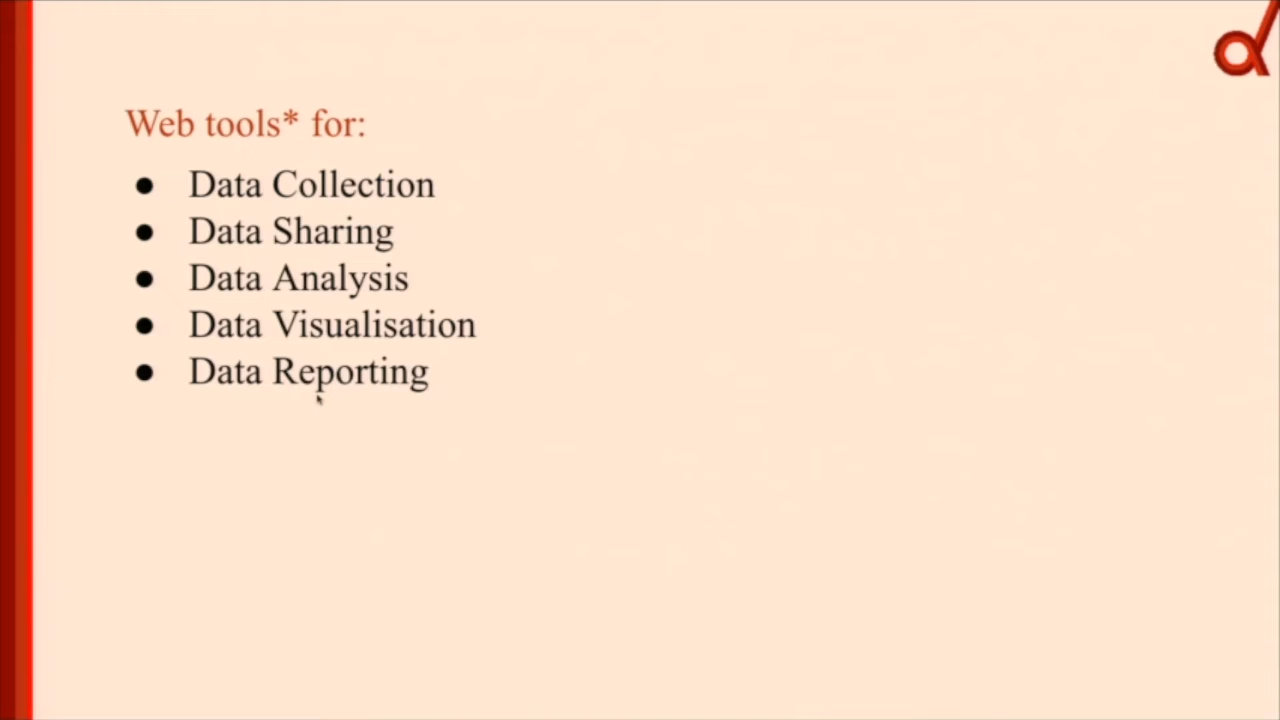 Web tools* for:
● Data Collection
● Data Sharing
● Data Analysis
● Data Visualisation
● Data Reporting